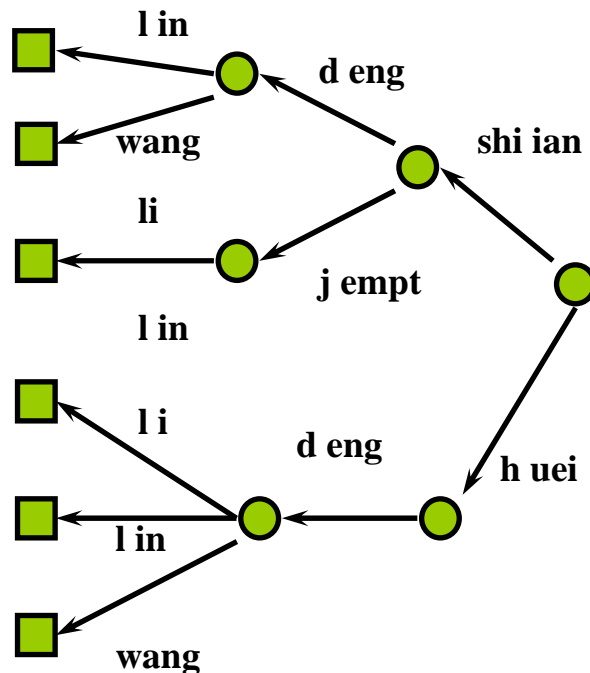 l in
d eng
wang
shi ian
li
j empt
l in
l i
d eng
h uei
l in
wang